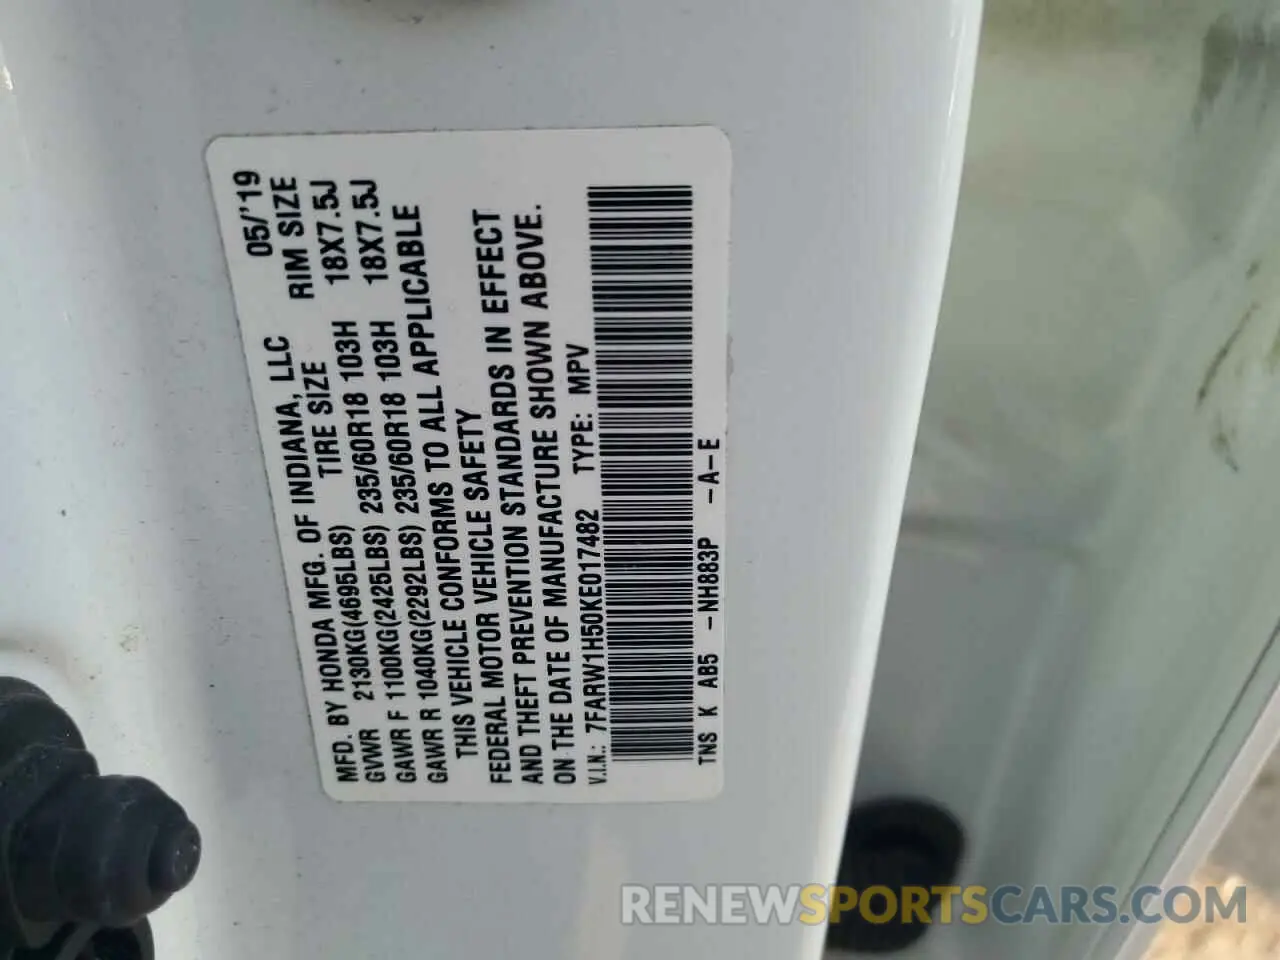 MFD. BY HONDA MFG. OF INDIANA, LLC 05/'19
GVWR 2130KG(4695LBS) TIRE SIZE RIM SIZE
GAWR F 1100KG(2425LBS) 235/60R18 103H 18X7.5J
GAWR R 1040KG(2292LBS) 235/60R18 103H 18X7.5J
THIS VEHICLE CONFORMS TO ALL APPLICABLE
FEDERAL MOTOR VEHICLE SAFETY
AND THEFT PREVENTION STANDARDS IN EFFECT
ON THE DATE OF MANUFACTURE SHOWN ABOVE.
V.I.N.: 7FARW1H50KE017482 TYPE: MPV
TNS K AB5 -NH883P -A-E
RENEWSPORTSCARS.COM